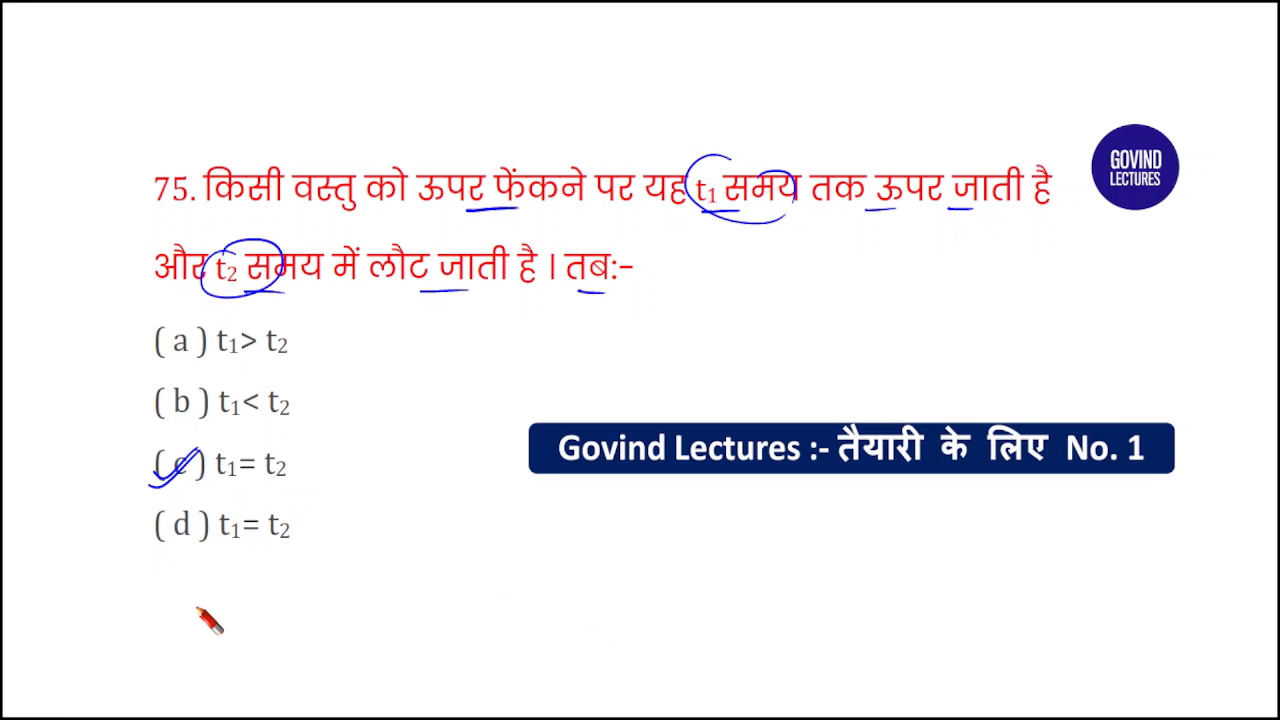 GOVIND
LECTURES
75. किसी वस्तु को ऊपर फेंकने पर यह t₁ समय तक ऊपर जाती है
और t₂ समय में लौट जाती है । तब:-
( a ) t₁> t₂
( b ) t₁< t₂
( c ) t₁= t₂
( d ) t₁= t₂
Govind Lectures :- तैयारी के लिए No. 1